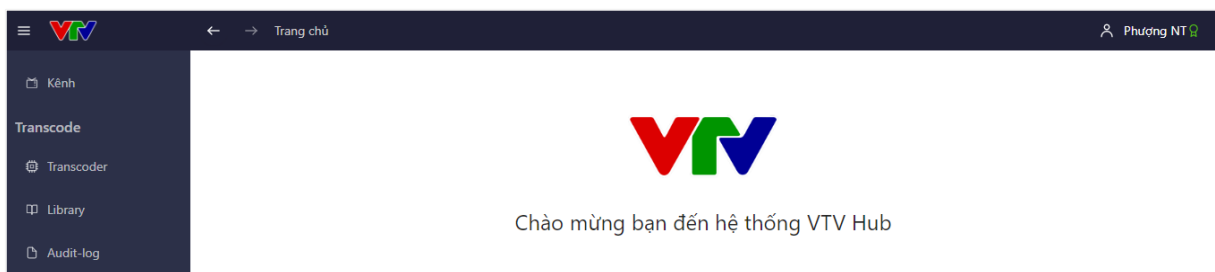 VTV
Trang chủ
Phượng NT
Kênh
Transcode
Transcoder
Library
Audit-log
VTV
Chào mừng bạn đến hệ thống VTV Hub